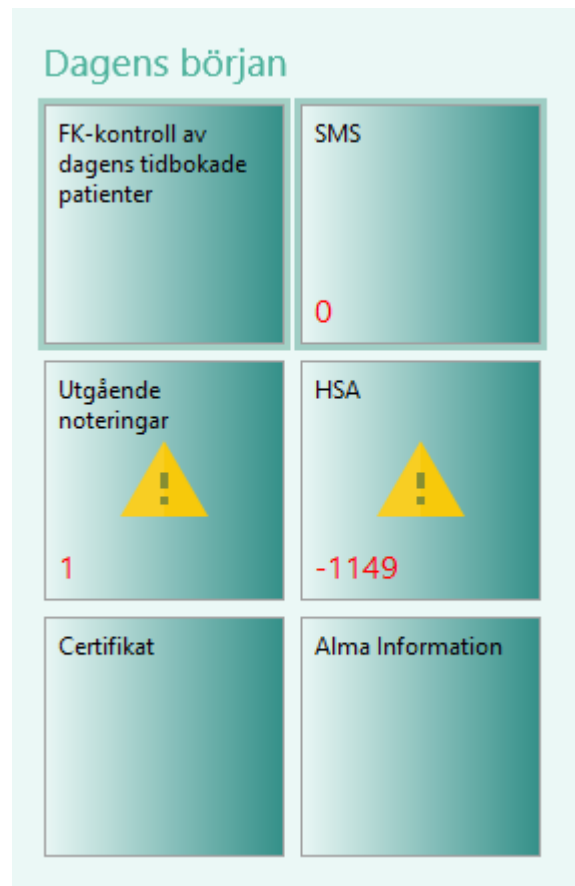 Dagens början
FK-kontroll av
dagens tidbokade
patienter
SMS
0
Utgående
noteringar
1
HSA
-1149
Certifikat
Alma Information